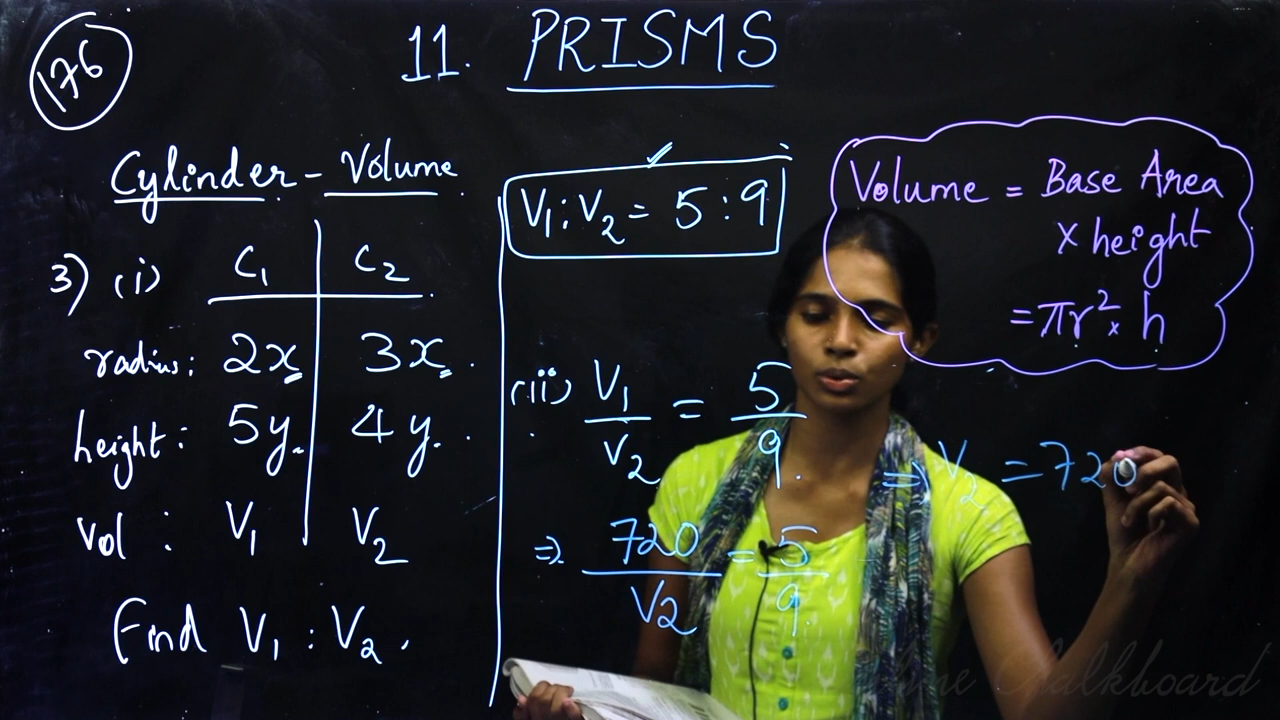 176
11. PRISMS
Cylinder - Volume
3) (i) C₁ C₂
radius: 2x 3x.
height: 5y. 4y.
Vol : V₁ V₂
Find V₁ : V₂.
V₁ : V₂ = 5 : 9
(ii) V₁/V₂ = 5/9.
⇒ 720/V2 = 5/9.
⇒ V₂ = 720
Volume = Base Area
× height
= πr² × h
Chalkboard